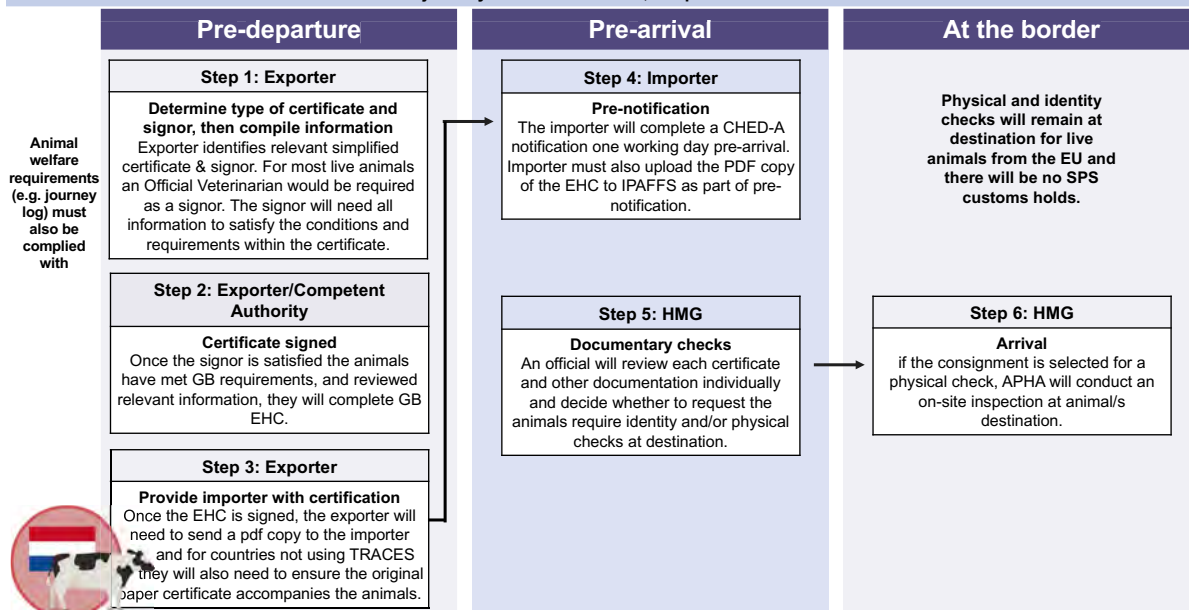 Pre-departure
Animal
welfare
requirements
(e.g. journey
log) must
also be
complied
with
Step 1: Exporter
Determine type of certificate and
signor, then compile information
Exporter identifies relevant simplified
certificate & signor. For most live animals
an Official Veterinarian would be required
as a signor. The signor will need all
information to satisfy the conditions and
requirements within the certificate.
Step 2: Exporter/Competent
Authority
Certificate signed
Once the signor is satisfied the animals
have met GB requirements, and reviewed
relevant information, they will complete GB
EHC.
Step 3: Exporter
Provide importer with certification
Once the EHC is signed, the exporter will
need to send a pdf copy to the importer
and for countries not using TRACES
they will also need to ensure the original
paper certificate accompanies the animals.
Pre-arrival
Step 4: Importer
Pre-notification
The importer will complete a CHED-A
notification one working day pre-arrival.
Importer must also upload the PDF copy
of the EHC to IPAFFS as part of pre-
notification.
Step 5: HMG
Documentary checks
An official will review each certificate
and other documentation individually
and decide whether to request the
animals require identity and/or physical
checks at destination.
At the border
Physical and identity
checks will remain at
destination for live
animals from the EU and
there will be no SPS
customs holds.
Step 6: HMG
Arrival
if the consignment is selected for a
physical check, APHA will conduct an
on-site inspection at animal/s
destination.